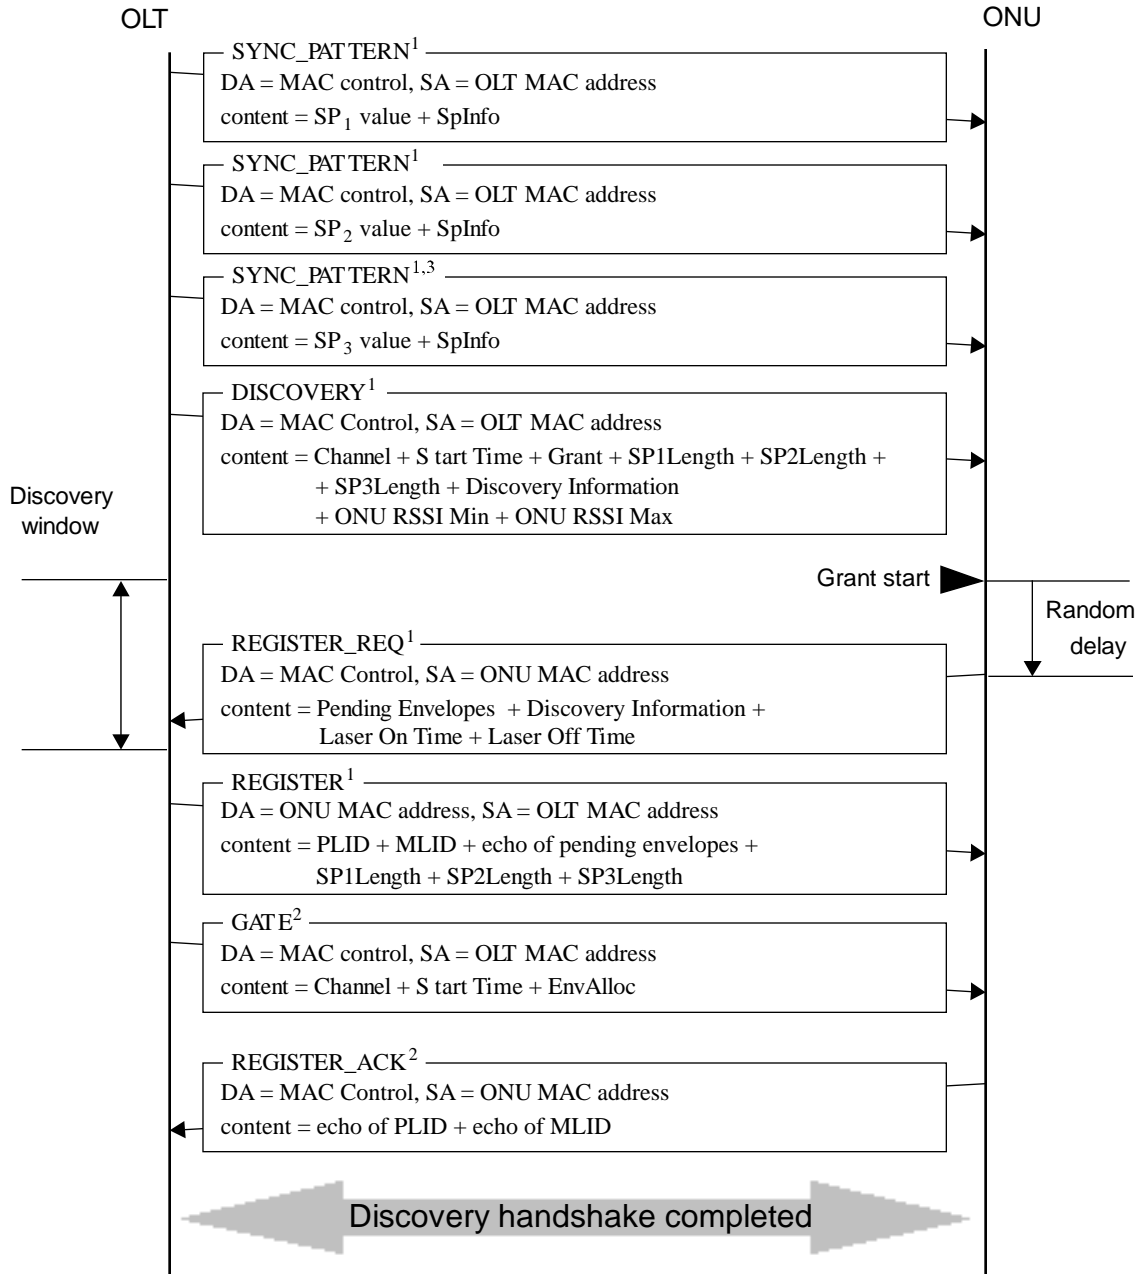 OLT
ONU
SYNC_PATTERN1
DA = MAC control, SA = OLT MAC address
content = SP1 value + SpInfo
SYNC_PATTERN1
DA = MAC control, SA = OLT MAC address
content = SP2 value + SpInfo
SYNC_PATTERN1,3
DA = MAC control, SA = OLT MAC address
content = SP3 value + SpInfo
DISCOVERY1
DA = MAC Control, SA = OLT MAC address
content = Channel + S tart Time + Grant + SP1Length + SP2Length +
+ SP3Length + Discovery Information
+ ONU RSSI Min + ONU RSSI Max
Discovery
window
Grant start
Random
delay
REGISTER_REQ1
DA = MAC Control, SA = ONU MAC address
content = Pending Envelopes + Discovery Information +
Laser On Time + Laser Off Time
REGISTER1
DA = ONU MAC address, SA = OLT MAC address
content = PLID + MLID + echo of pending envelopes +
SP1Length + SP2Length + SP3Length
GATE2
DA = MAC control, SA = OLT MAC address
content = Channel + S tart Time + EnvAlloc
REGISTER_ACK2
DA = MAC Control, SA = ONU MAC address
content = echo of PLID + echo of MLID
Discovery handshake completed